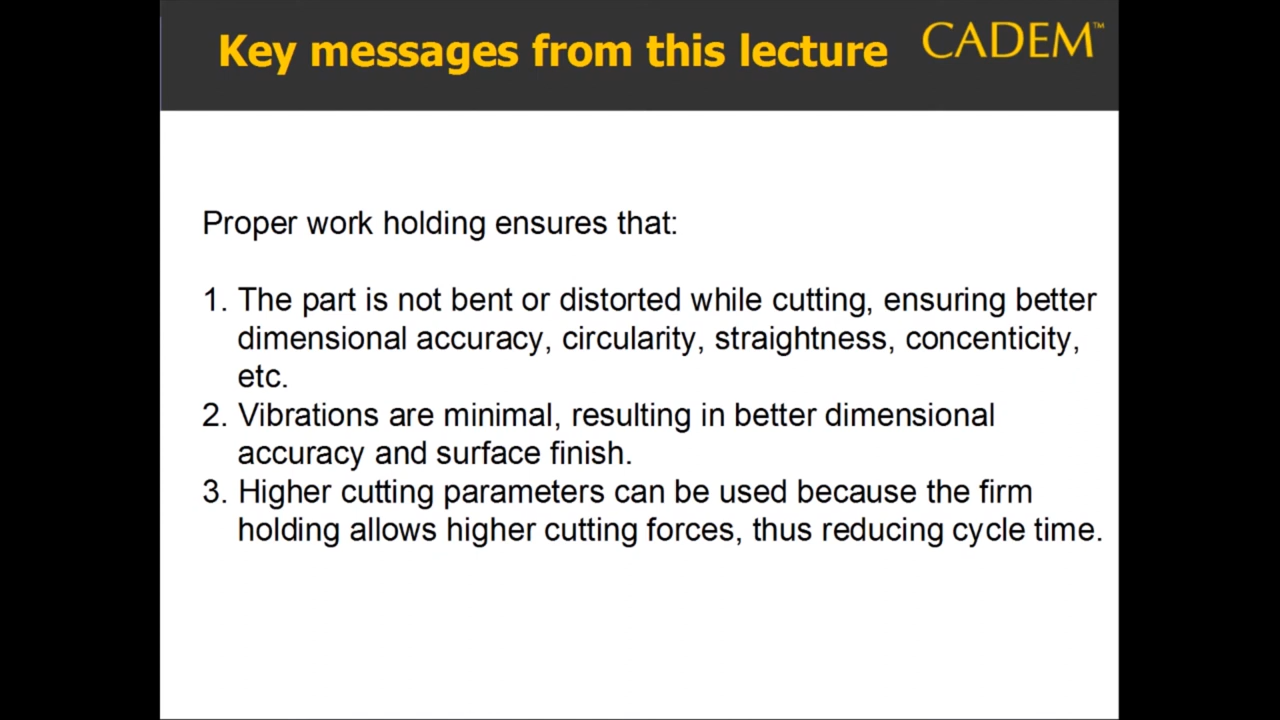 Key messages from this lecture
CADEM™
Proper work holding ensures that:
1. The part is not bent or distorted while cutting, ensuring better
dimensional accuracy, circularity, straightness, concenticity,
etc.
2. Vibrations are minimal, resulting in better dimensional
accuracy and surface finish.
3. Higher cutting parameters can be used because the firm
holding allows higher cutting forces, thus reducing cycle time.